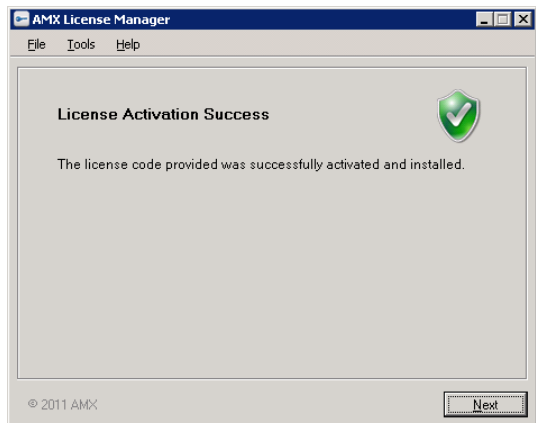 AMX License Manager
File Tools Help
License Activation Success
The license code provided was successfully activated and installed.
© 2011 AMX
Next